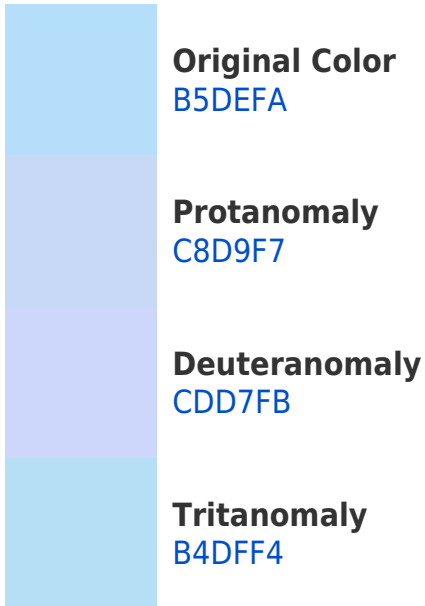 Original Color
B5DEFA
Protanomaly
C8D9F7
Deuteranomaly
CDD7FB
Tritanomaly
B4DFF4